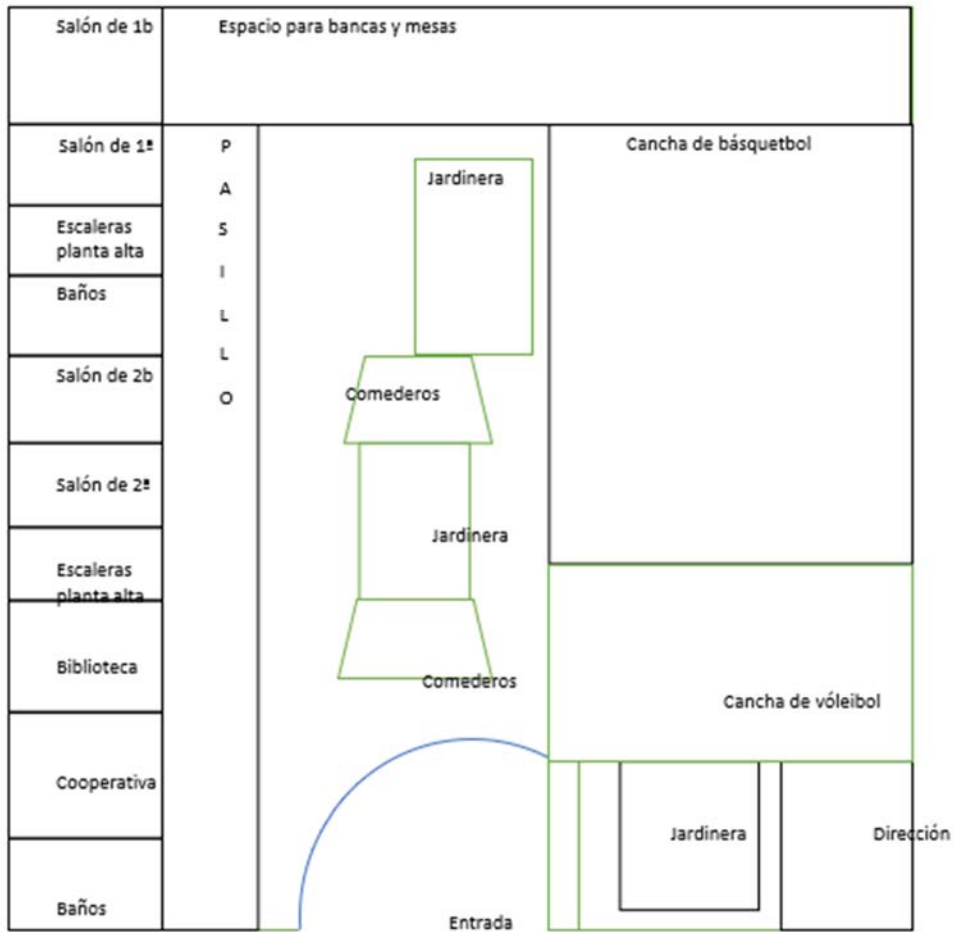 Salón de 1b
Espacio para bancas y mesas
Salón de 1ª
P
A
S
I
L
L
O
Jardinera
Cancha de básquetbol
Escaleras
planta alta
Baños
Salón de 2b
Comederos
Salón de 2ª
Jardinera
Escaleras
planta alta
Biblioteca
Comederos
Cancha de vóleibol
Cooperativa
Jardinera
Dirección
Baños
Entrada